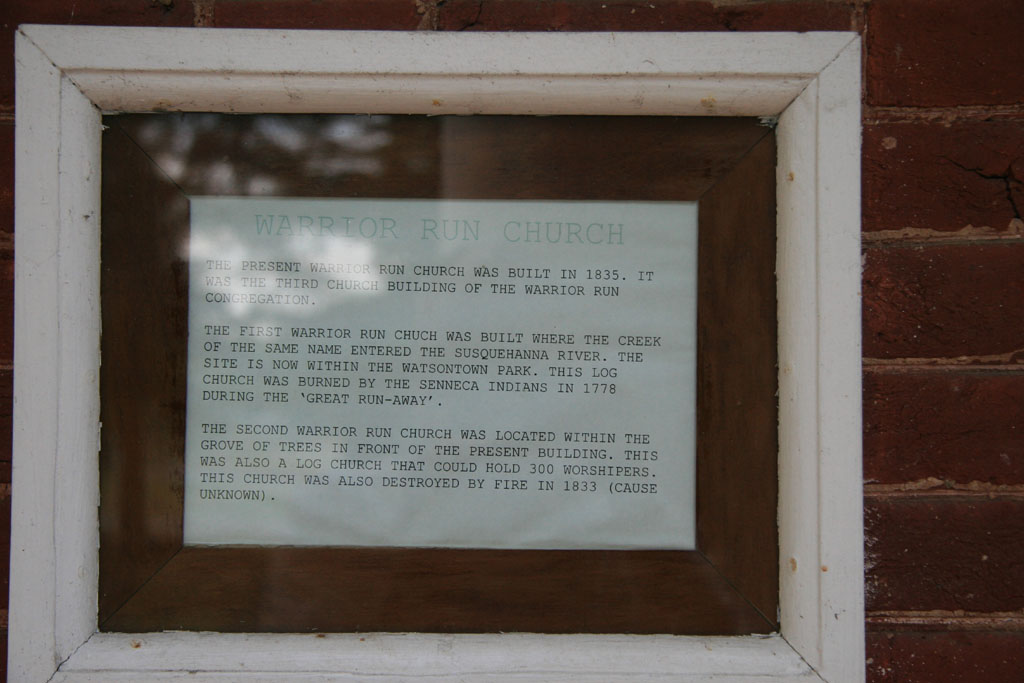 WARRIOR RUN CHURCH
THE PRESENT WARRIOR RUN CHURCH WAS BUILT IN 1835. IT
WAS THE THIRD CHURCH BUILDING OF THE WARRIOR RUN
CONGREGATION.
THE FIRST WARRIOR RUN CHUCH WAS BUILT WHERE THE CREEK
OF THE SAME NAME ENTERED THE SUSQUEHANNA RIVER. THE
SITE IS NOW WITHIN THE WATSONTOWN PARK. THIS LOG
CHURCH WAS BURNED BY THE SENNECA INDIANS IN 1778
DURING THE ‘GREAT RUN-AWAY’.
THE SECOND WARRIOR RUN CHURCH WAS LOCATED WITHIN THE
GROVE OF TREES IN FRONT OF THE PRESENT BUILDING. THIS
WAS ALSO A LOG CHURCH THAT COULD HOLD 300 WORSHIPERS.
THIS CHURCH WAS ALSO DESTROYED BY FIRE IN 1833 (CAUSE
UNKNOWN).